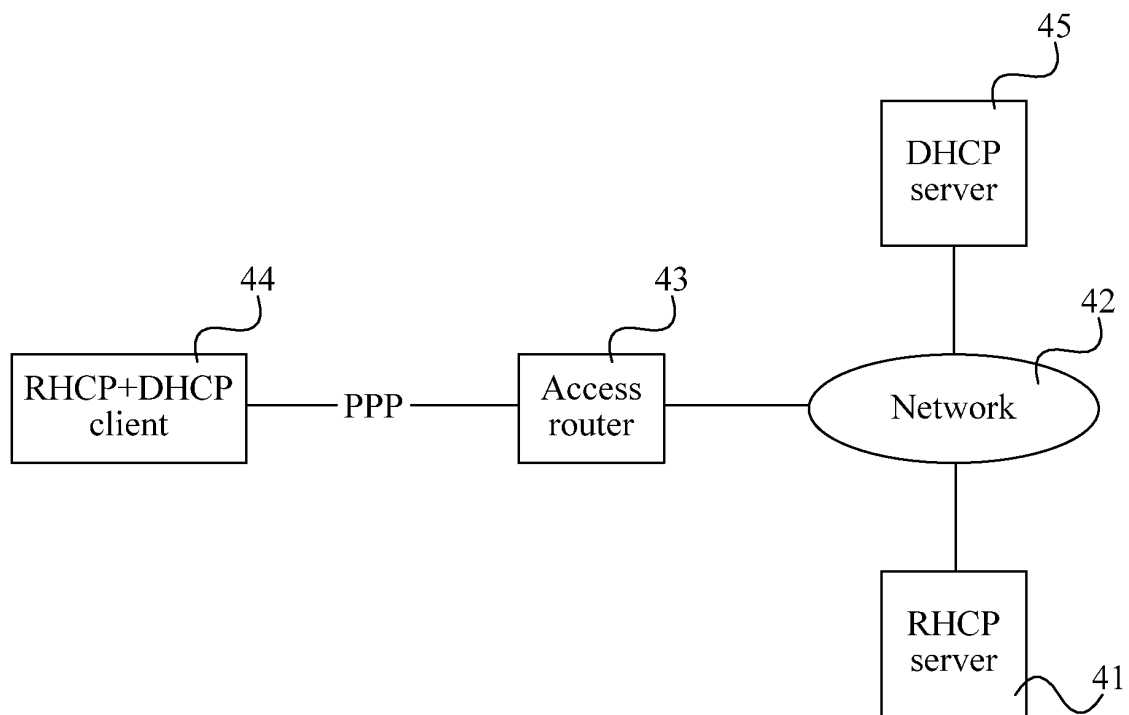 45
DHCP
server
44
43
42
RHCP+DHCP
client
PPP
Access
router
Network
RHCP
server
41